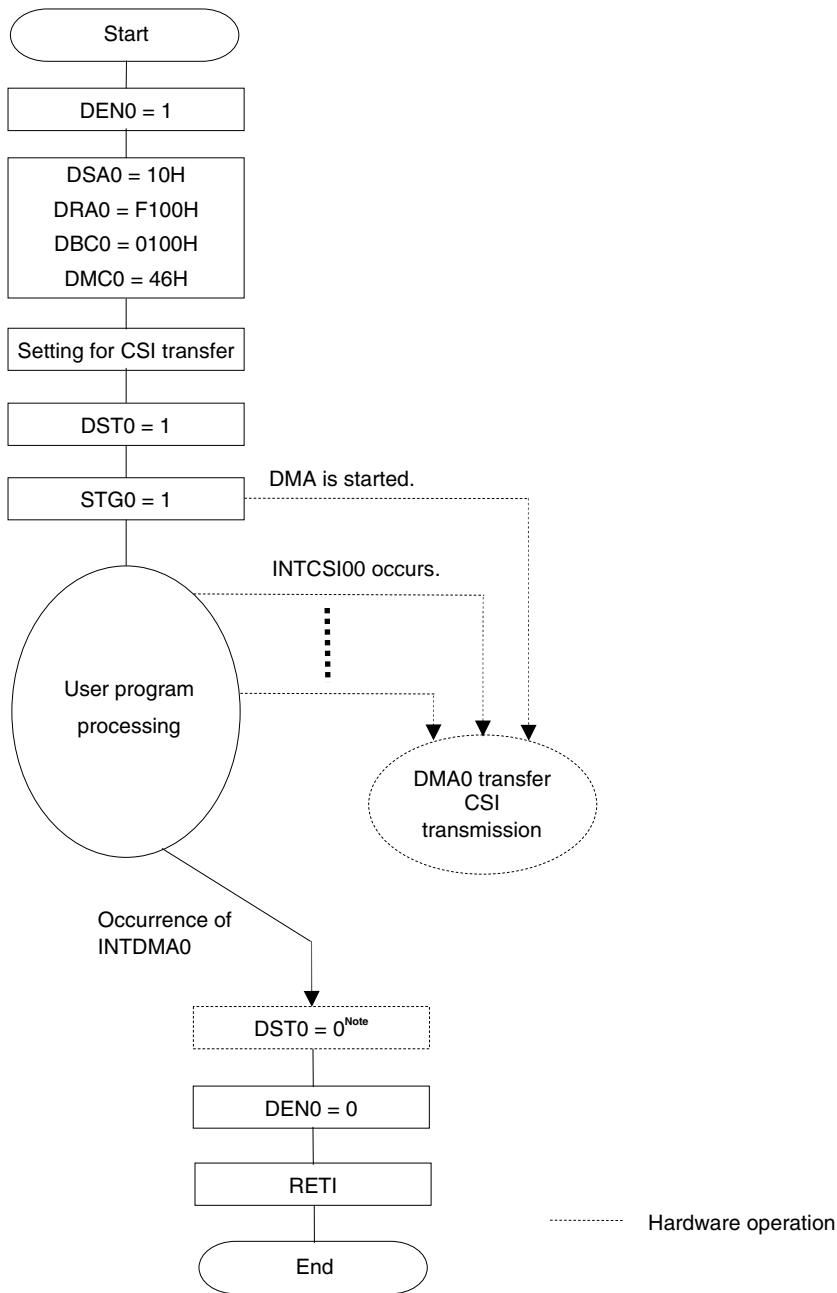 Start
DEN0 = 1
DSA0 = 10H
DRA0 = F100H
DBC0 = 0100H
DMC0 = 46H
Setting for CSI transfer
DST0 = 1
STG0 = 1
DMA is started.
INTCSI00 occurs.
User program
processing
DMA0 transfer
CSI
transmission
Occurrence of
INTDMA0
DST0 = 0Note
DEN0 = 0
RETI
Hardware operation
End